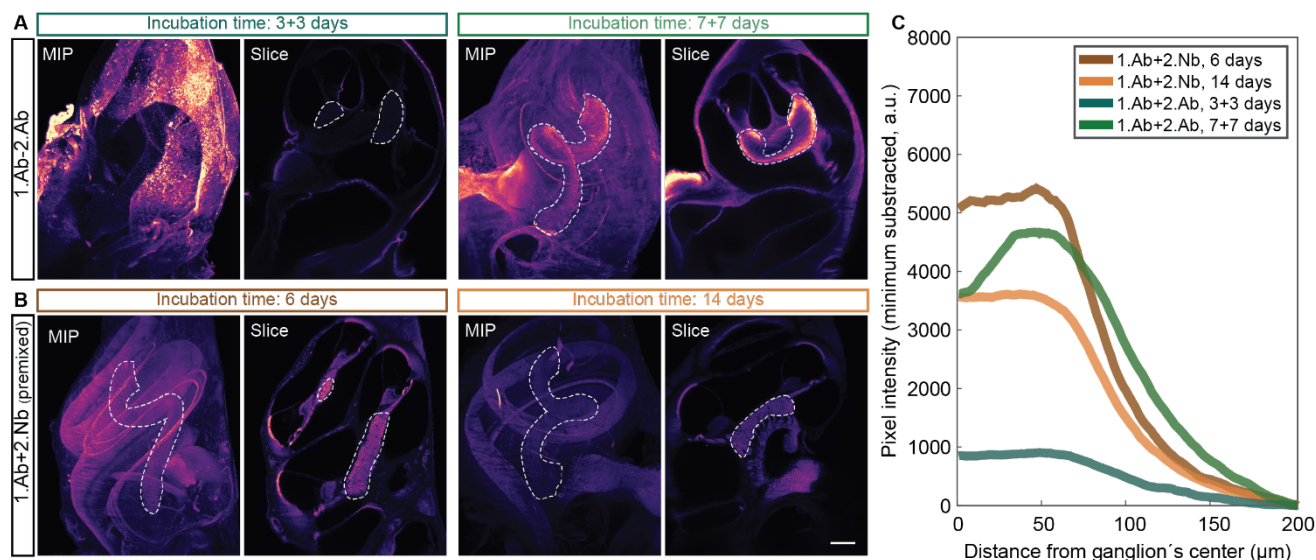 A
Incubation time: 3+3 days
Incubation time: 7+7 days
1.Ab-2.Ab
MIP
Slice
MIP
Slice
B
Incubation time: 6 days
Incubation time: 14 days
1.Ab+2.Nb (premixed)
MIP
Slice
MIP
Slice
C
8000
7000
6000
5000
4000
3000
2000
1000
0
Pixel intensity (minimum substracted, a.u.)
1.Ab+2.Nb, 6 days
1.Ab+2.Nb, 14 days
1.Ab+2.Ab, 3+3 days
1.Ab+2.Ab, 7+7 days
0 50 100 150 200
Distance from ganglion´s center (µm)